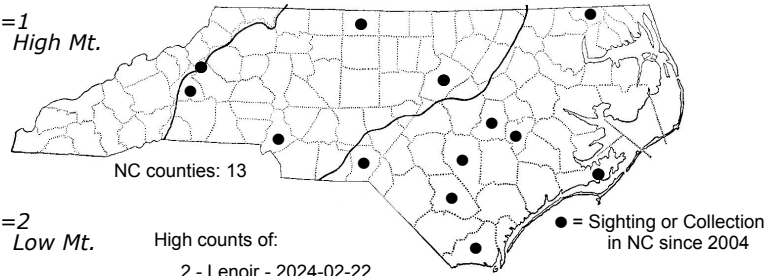 =1
High Mt.
NC counties: 13
=2
Low Mt.
High counts of:
2 - Lenoir - 2024-02-22
● = Sighting or Collection
in NC since 2004